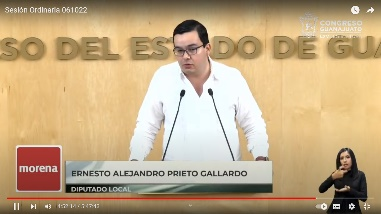 Sesión Ordinaria 061022
CONGRESO
GUANAJUATO
SO DEL ESTADO DE GUA
morena
ERNESTO ALEJANDRO PRIETO GALLARDO
DIPUTADO LOCAL